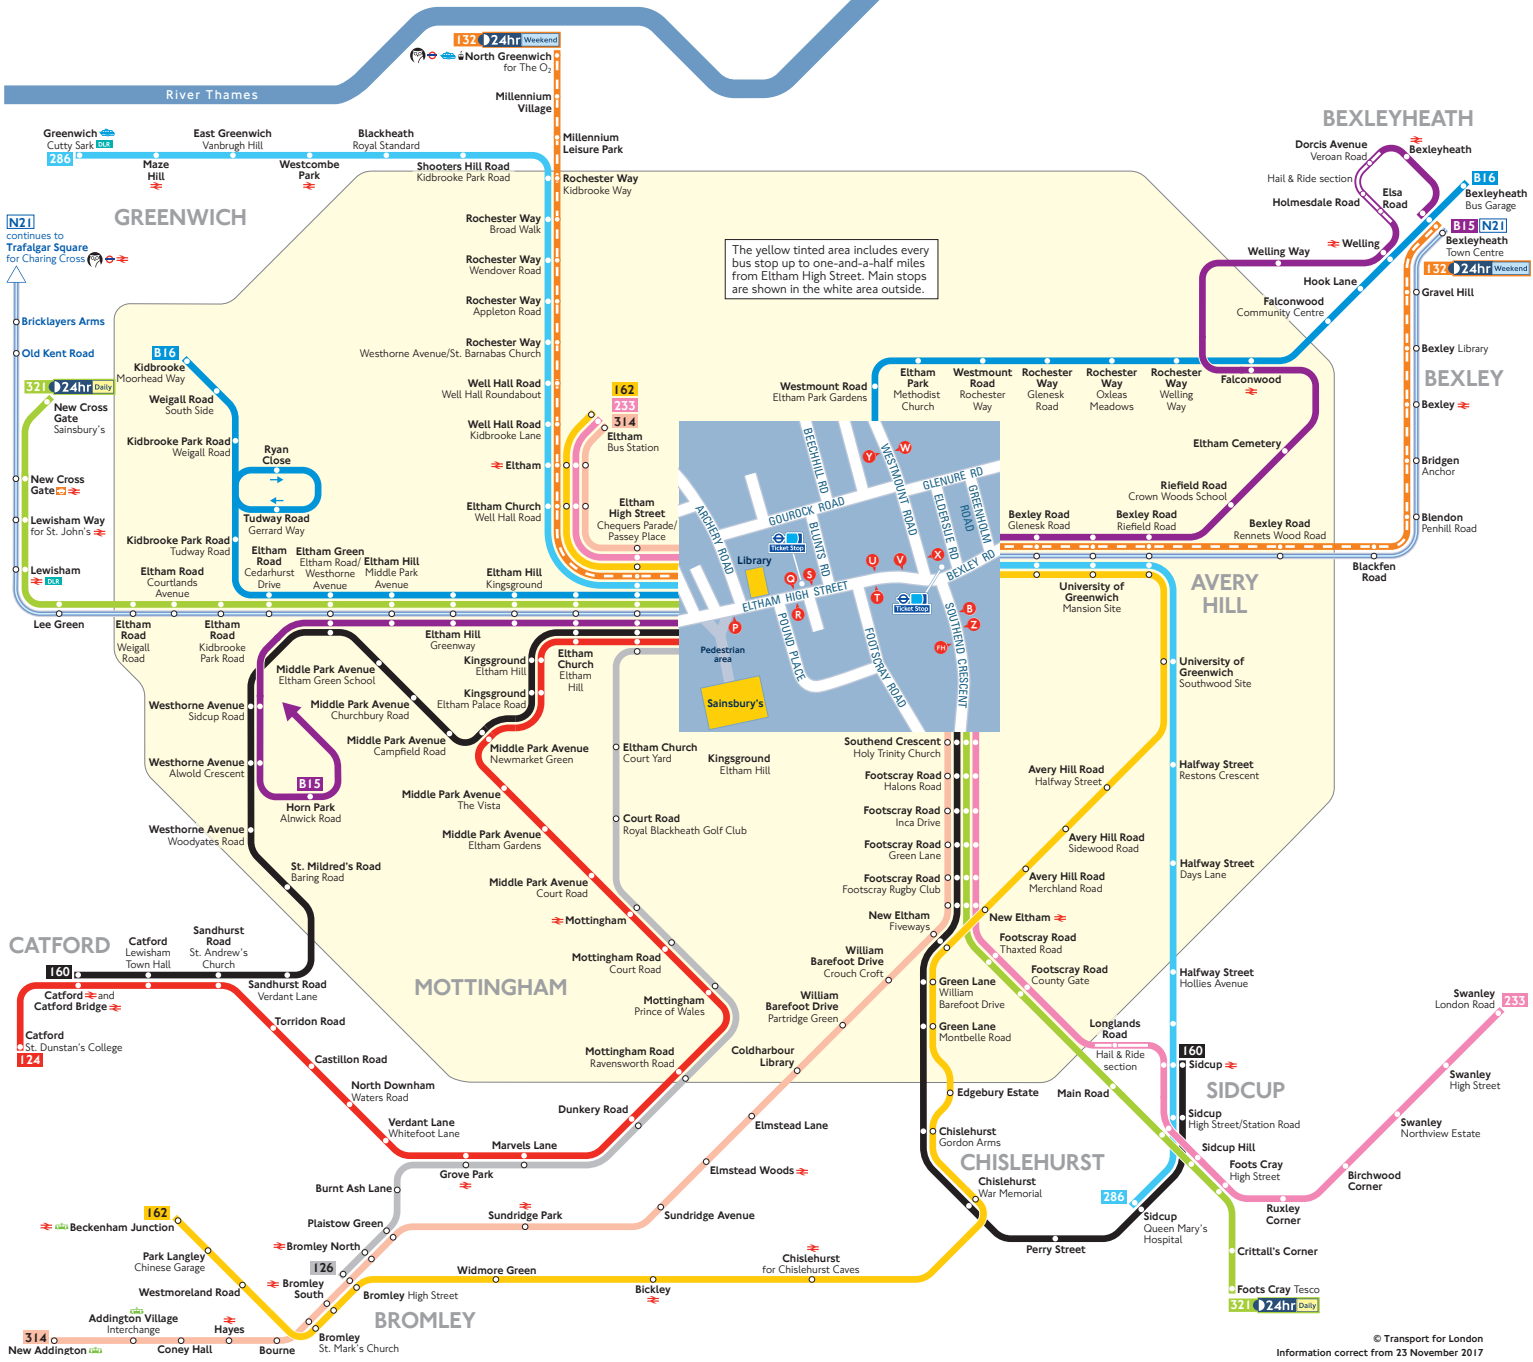 River Thames
132 24hr Weekend
North Greenwich
for The O2
Millennium
Village
Millennium
Leisure Park
Greenwich
Cutty Sark DLR
286
Maze
Hill
East Greenwich
Vanbrugh Hill
Westcombe
Park
Blackheath
Royal Standard
Shooters Hill Road
Kidbrooke Park Road
Rochester Way
Kidbrooke Way
GREENWICH
N21
continues to
Trafalgar Square
for Charing Cross
Bricklayers Arms
Old Kent Road
321 24hr Daily
New Cross
Gate
Sainsbury's
New Cross
Gate
Lewisham Way
for St. John's
Lewisham
DLR
Lee Green
Rochester Way
Broad Walk
Rochester Way
Wendover Road
Rochester Way
Appleton Road
Rochester Way
Westhorne Avenue/St. Barnabas Church
Well Hall Road
Well Hall Roundabout
Well Hall Road
Kidbrooke Lane
Eltham
Eltham Church
Well Hall Road
162
233
314
Eltham
Bus Station
Eltham
High Street
Chequers Parade/
Passey Place
The yellow tinted area includes every
bus stop up to one-and-a-half miles
from Eltham High Street. Main stops
are shown in the white area outside.
BEXLEYHEATH
Dorcis Avenue
Veroan Road
Bexleyheath
Hail & Ride section
Holmesdale Road
Elsa
Road
B16
Bexleyheath
Bus Garage
B15 N21
Bexleyheath
Town Centre
132 24hr Weekend
Welling
Welling Way
Hook Lane
Falconwood
Community Centre
Gravel Hill
Bexley Library
BEXLEY
Bexley
Bridgen
Anchor
Blendon
Penhill Road
Blackfen
Road
Westmount Road
Eltham Park Gardens
Eltham
Park
Methodist
Church
Westmount
Road
Rochester
Way
Rochester
Way
Glenesk
Road
Rochester
Way
Oxleas
Meadows
Rochester
Way
Welling
Way
Falconwood
Eltham Cemetery
Riefield Road
Crown Woods School
Bexley Road
Glenesk Road
Bexley Road
Riefield Road
Bexley Road
Rennets Wood Road
B16
Kidbrooke
Moorhead Way
Weigall Road
South Side
Kidbrooke Park Road
Weigall Road
Ryan
Close
Tudway Road
Gerrard Way
Kidbrooke Park Road
Tudway Road
Eltham Road
Courtlands
Avenue
Eltham
Road
Cedarhurst
Drive
Eltham Green
Eltham Road/
Westhorne
Avenue
Eltham Hill
Middle Park
Avenue
Eltham Hill
Kingsground
Eltham
Road
Weigall
Road
Eltham
Road
Kidbrooke
Park Road
Eltham Hill
Greenway
BEECHHILL RD
WESTMOUNT ROAD
GLENURE RD
GOUROCK ROAD
BLUNTS RD
ELDERSLIE RD
GREENHOLM
ROAD
ARCHERY ROAD
BEXLEY RD
ELTHAM HIGH STREET
POUND PLACE
FOOTSCRAY ROAD
SOUTHEND CRESCENT
Ticket Stop
Ticket Stop
Library
Pedestrian
area
Sainsbury's
Y
W
U
V
X
Q
S
R
T
P
B
Z
FH
Kingsground
Eltham Hill
Kingsground
Eltham Palace Road
Eltham
Church
Eltham
Hill
Middle Park Avenue
Eltham Green School
Middle Park Avenue
Churchbury Road
Middle Park Avenue
Campfield Road
Middle Park Avenue
Newmarket Green
Westhorne Avenue
Sidcup Road
Westhorne Avenue
Alwold Crescent
B15
Horn Park
Alnwick Road
Westhorne Avenue
Woodyates Road
St. Mildred's Road
Baring Road
Middle Park Avenue
The Vista
Middle Park Avenue
Eltham Gardens
Middle Park Avenue
Court Road
Mottingham
Mottingham Road
Court Road
MOTTINGHAM
Mottingham
Prince of Wales
Mottingham Road
Ravensworth Road
Dunkery Road
Marvels Lane
Grove Park
Eltham Church
Court Yard
Court Road
Royal Blackheath Golf Club
Kingsground
Eltham Hill
University of
Greenwich
Mansion Site
AVERY
HILL
University of
Greenwich
Southwood Site
Halfway Street
Restons Crescent
Halfway Street
Days Lane
Halfway Street
Hollies Avenue
Avery Hill Road
Halfway Street
Avery Hill Road
Sidewood Road
Avery Hill Road
Merchland Road
New Eltham
Southend Crescent
Holy Trinity Church
Footscray Road
Halons Road
Footscray Road
Inca Drive
Footscray Road
Green Lane
Footscray Road
Footscray Rugby Club
New Eltham
Fiveways
William
Barefoot Drive
Crouch Croft
William
Barefoot Drive
Partridge Green
Coldharbour
Library
Elmstead Lane
Elmstead Woods
Sundridge Avenue
Sundridge Park
Footscray Road
Thaxted Road
Footscray Road
County Gate
Longlands
Road
Hail & Ride
section
Main Road
Green Lane
William
Barefoot Drive
Green Lane
Montbelle Road
Edgebury Estate
Chislehurst
Gordon Arms
CHISLEHURST
Chislehurst
War Memorial
Perry Street
160
Sidcup
SIDCUP
Sidcup
High Street/Station Road
Sidcup Hill
Foots Cray
High Street
286
Sidcup
Queen Mary's
Hospital
Ruxley
Corner
Birchwood
Corner
Swanley
Northview Estate
Swanley
High Street
Swanley
London Road
233
Crittall's Corner
Foots Cray Tesco
321 24hr Daily
CATFORD
160
Catford
Lewisham
Town Hall
Sandhurst
Road
St. Andrew's
Church
Sandhurst Road
Verdant Lane
Catford and
Catford Bridge
Catford
St. Dunstan's College
124
Torridon Road
Castillon Road
North Downham
Waters Road
Verdant Lane
Whitefoot Lane
Burnt Ash Lane
Plaistow Green
Bromley North
126
Bromley
South
Bromley High Street
BROMLEY
Bromley
St. Mark's Church
162
Beckenham Junction
Park Langley
Chinese Garage
Westmoreland Road
Addington Village
Interchange
314
New Addington
Coney Hall
Hayes
Bourne
Widmore Green
Bickley
Chislehurst
for Chislehurst Caves
© Transport for London
Information correct from 23 November 2017